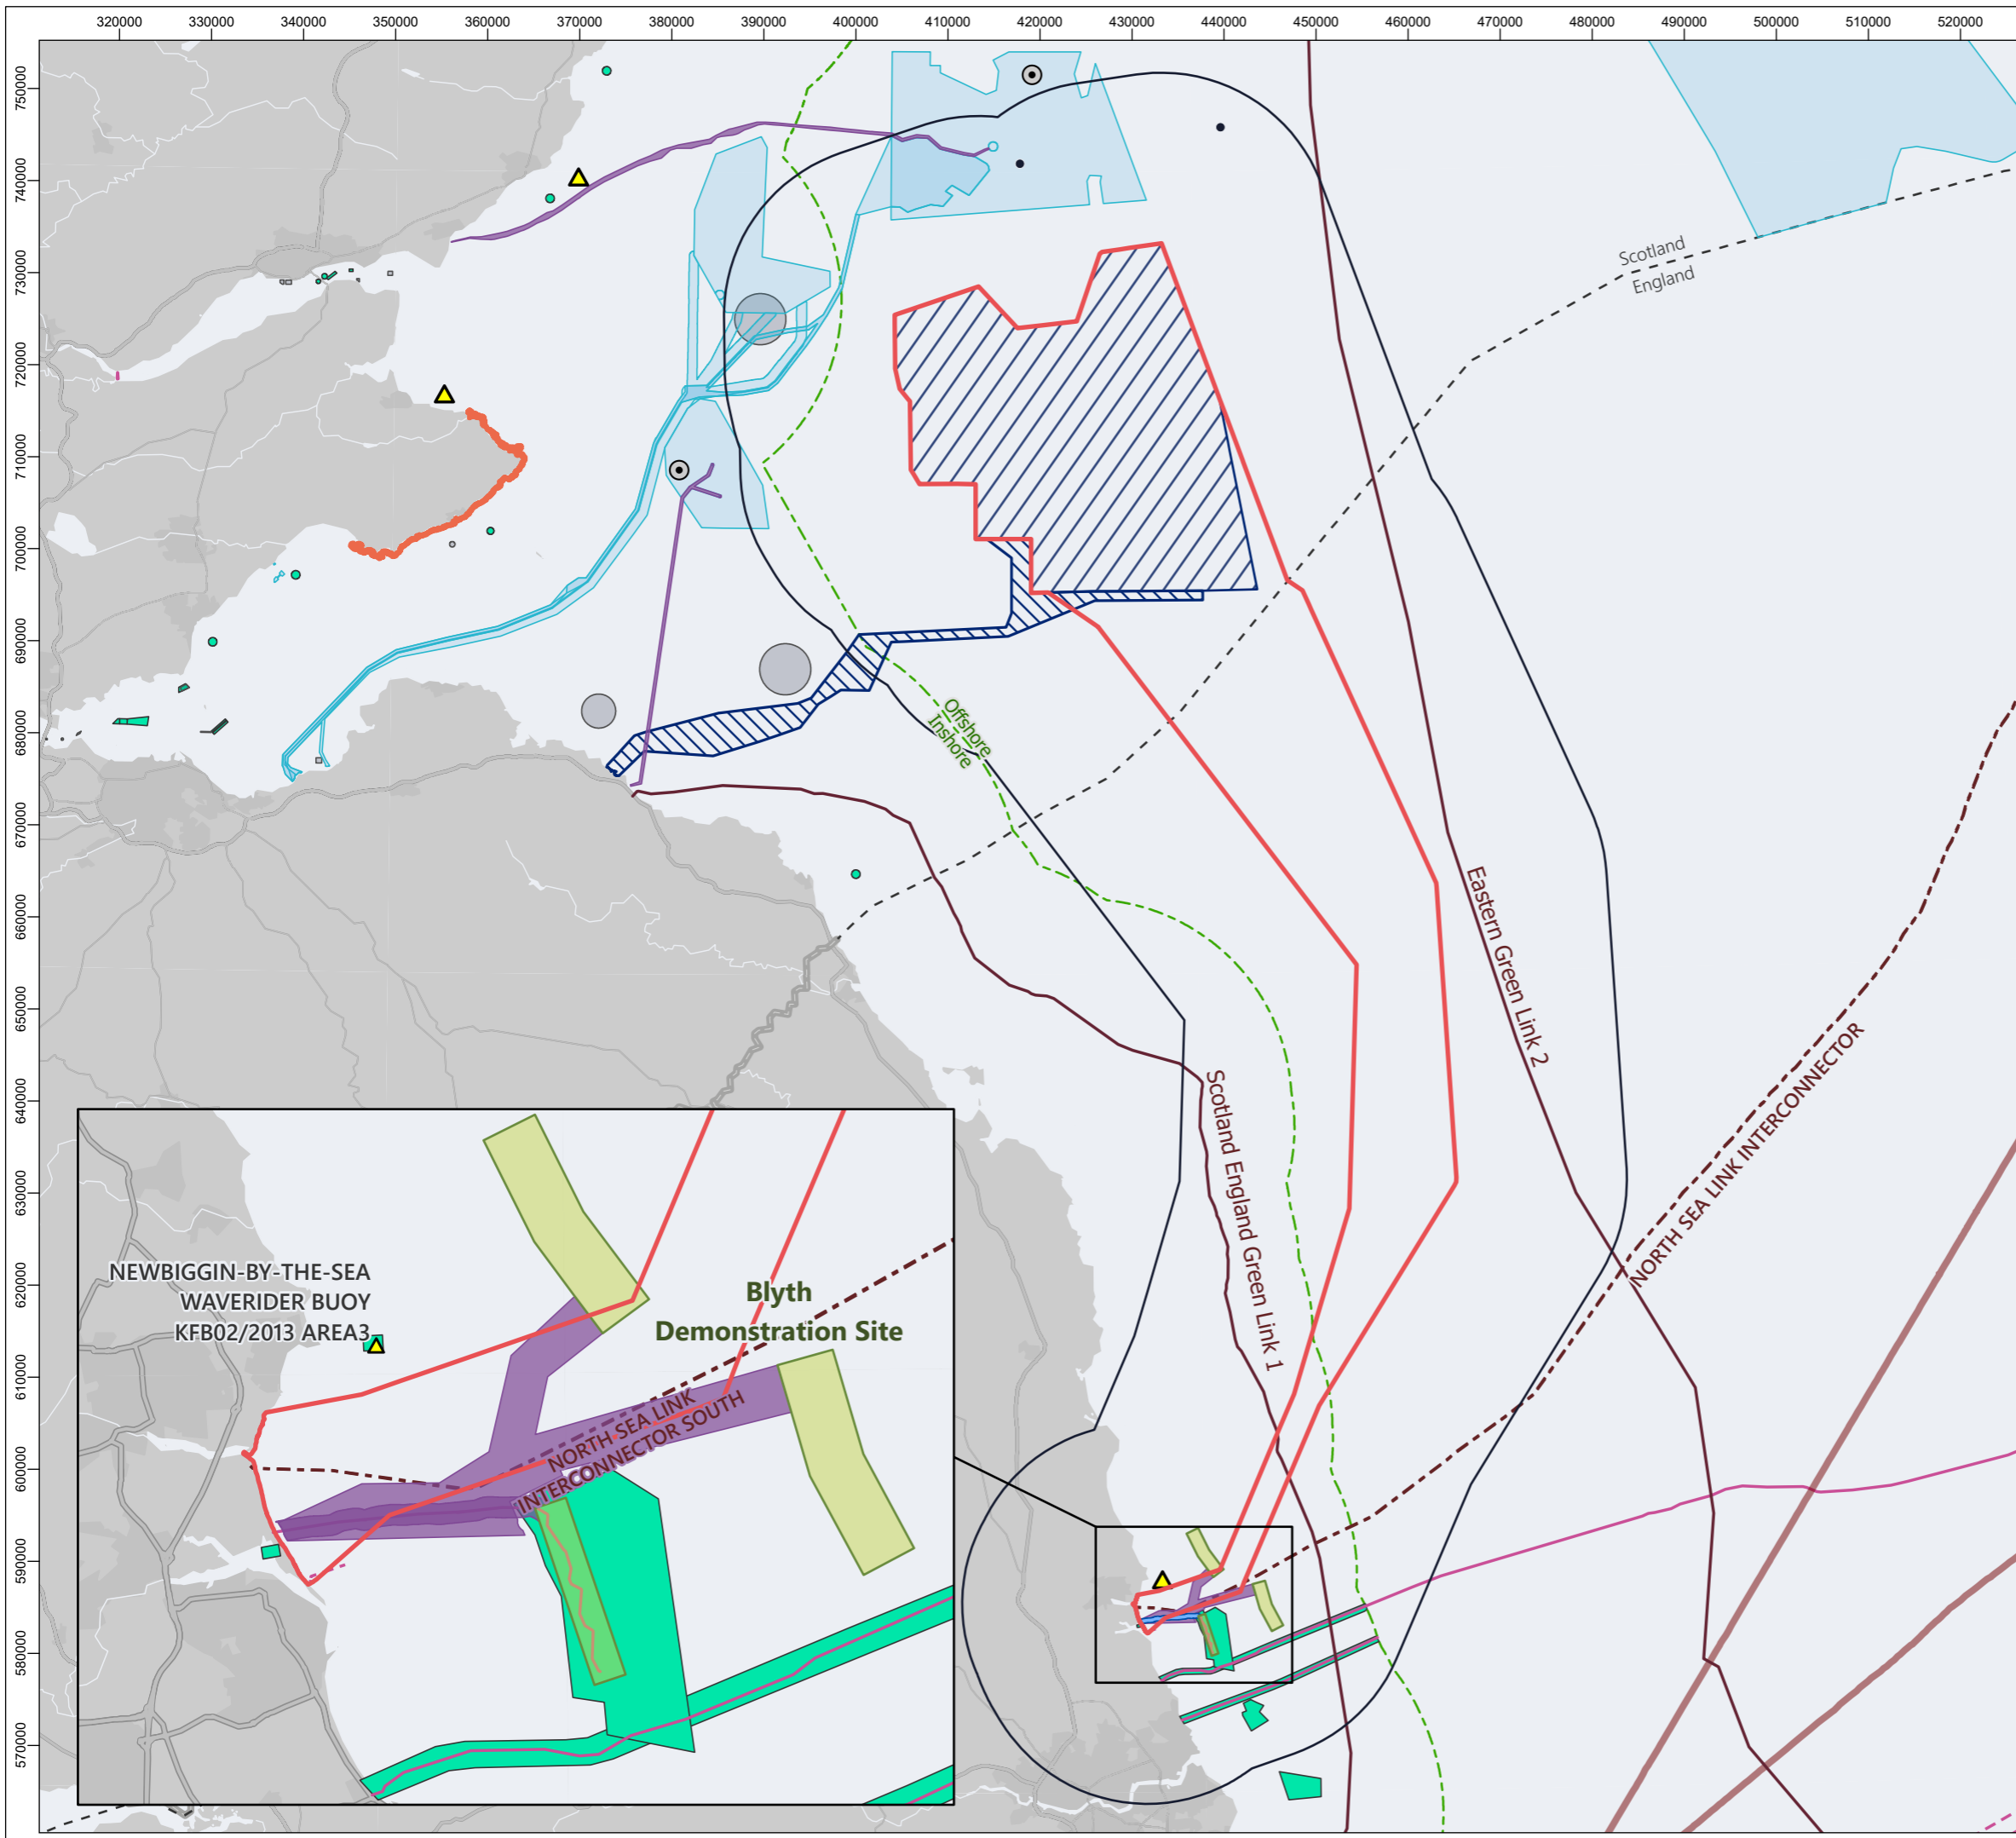 320000 330000 340000 350000 360000 370000 380000 390000 400000 410000 420000 430000 440000 450000 460000 470000 480000 490000 500000 510000 520000
750000
740000
730000
720000
710000
700000
690000
680000
670000
660000
650000
640000
630000
620000
610000
600000
590000
580000
570000
Scotland
England
Offshore
Inshore
Eastern Green Link 2
NORTH SEA LINK INTERCONNECTOR
Scotland England Green Link 1
NEWBIGGIN-BY-THE-SEA
WAVERIDER BUOY
KFB02/2013 AREA3
Blyth
Demonstration Site
NORTH SEA LINK
INTERCONNECTOR SOUTH